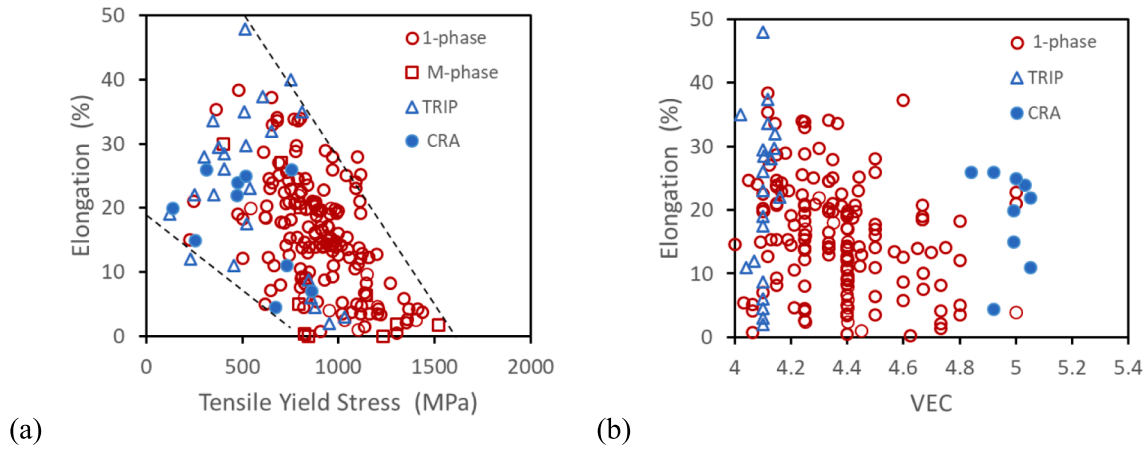 50
40
30
20
10
0
0 500 1000 1500 2000
Elongation (%)
Tensile Yield Stress (MPa)
1-phase
M-phase
TRIP
CRA
(a)
50
40
30
20
10
0
4 4.2 4.4 4.6 4.8 5 5.2 5.4
Elongation (%)
VEC
1-phase
TRIP
CRA
(b)